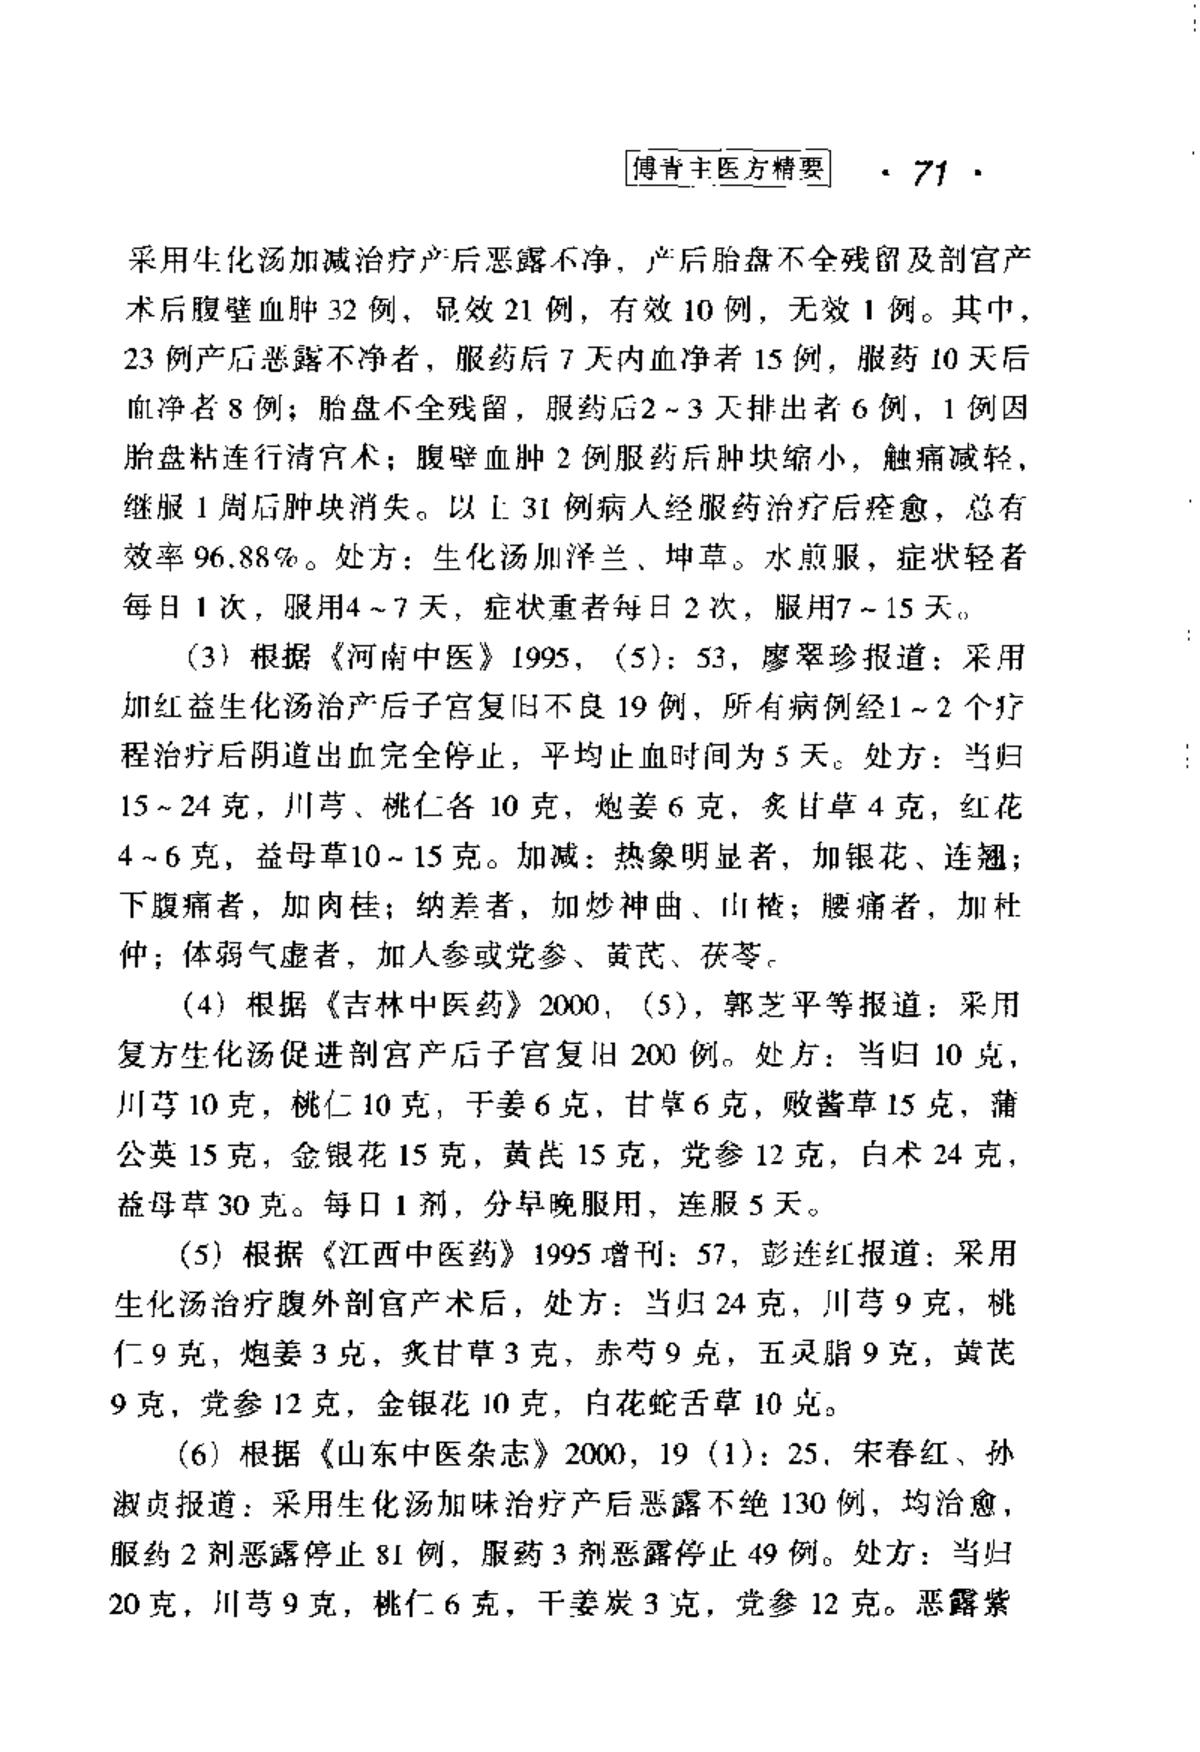 傅青主医方精要 · 71 ·
采用生化汤加减治疗产后恶露不净，产后胎盘不全残留及剖宫产
术后腹壁血肿 32 例，显效 21 例，有效 10 例，无效 1 例。其中，
23 例产后恶露不净者，服药后 7 天内血净者 15 例，服药 10 天后
血净者 8 例；胎盘不全残留，服药后2～3 天排出者 6 例，1 例因
胎盘粘连行清宫术；腹壁血肿 2 例服药后肿块缩小，触痛减轻，
继服 1 周后肿块消失。以上 31 例病人经服药治疗后痊愈，总有
效率 96.88%。处方：生化汤加泽兰、坤草。水煎服，症状轻者
每日 1 次，服用4～7 天，症状重者每日 2 次，服用7～15 天。
（3）根据《河南中医》1995，（5）：53，廖翠珍报道：采用
加红益生化汤治产后子宫复旧不良 19 例，所有病例经1～2 个疗
程治疗后阴道出血完全停止，平均止血时间为 5 天。处方：当归
15～24 克，川芎、桃仁各 10 克，炮姜 6 克，炙甘草 4 克，红花
4～6 克，益母草10～15 克。加减：热象明显者，加银花、连翘；
下腹痛者，加肉桂；纳差者，加炒神曲、山楂；腰痛者，加杜
仲；体弱气虚者，加人参或党参、黄芪、茯苓。
（4）根据《吉林中医药》2000，（5），郭芝平等报道：采用
复方生化汤促进剖宫产后子宫复旧 200 例。处方：当归 10 克，
川芎 10 克，桃仁 10 克，干姜 6 克，甘草 6 克，败酱草 15 克，蒲
公英 15 克，金银花 15 克，黄芪 15 克，党参 12 克，白术 24 克，
益母草 30 克。每日 1 剂，分早晚服用，连服 5 天。
（5）根据《江西中医药》1995 增刊：57，彭连红报道：采用
生化汤治疗腹外剖宫产术后，处方：当归 24 克，川芎 9 克，桃
仁 9 克，炮姜 3 克，炙甘草 3 克，赤芍 9 克，五灵脂 9 克，黄芪
9 克，党参 12 克，金银花 10 克，白花蛇舌草 10 克。
（6）根据《山东中医杂志》2000，19（1）：25，宋春红、孙
淑贞报道：采用生化汤加味治疗产后恶露不绝 130 例，均治愈，
服药 2 剂恶露停止 81 例，服药 3 剂恶露停止 49 例。处方：当归
20 克，川芎 9 克，桃仁 6 克，干姜炭 3 克，党参 12 克。恶露紫